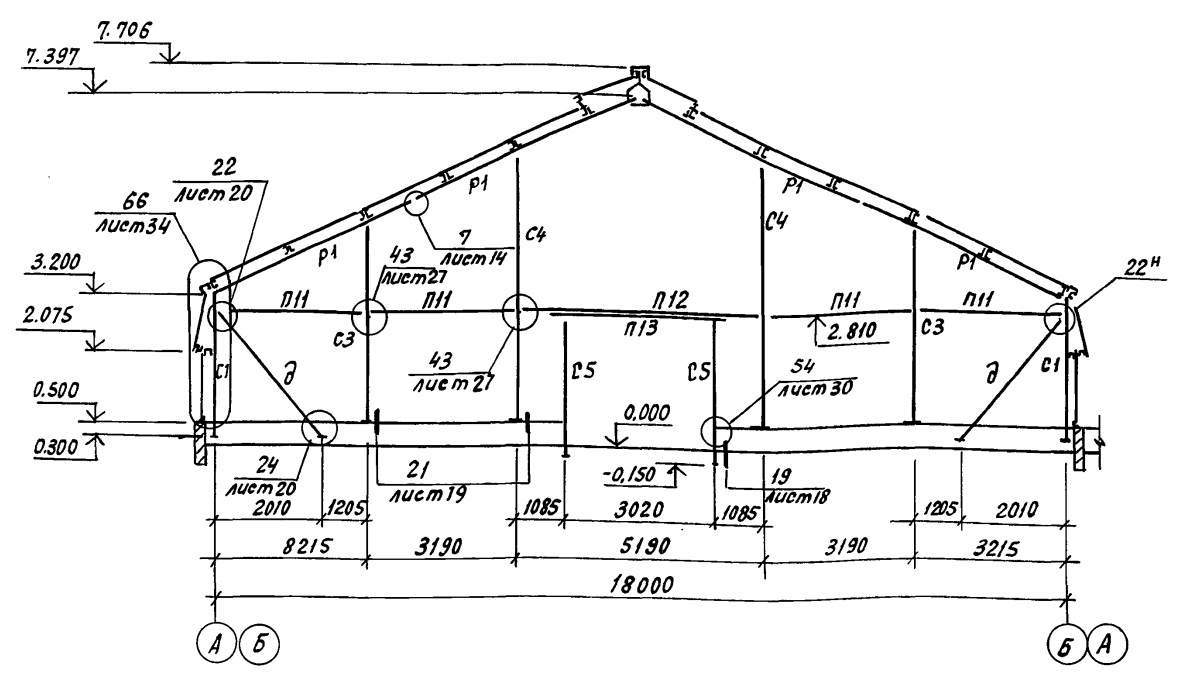 7.706
7.397
22
лист 20
66
лист 34
Р1
Р1
С4
С4
Р1
Р1
7
лист 14
43
лист 27
3.200
22Н
П11
П11
П12
П11
П11
П13
2.810
2.075
С3
С3
43
лист 27
С1
С1
д
д
С5
С5
54
лист 30
0.500
0,000
0.300
24
лист 20
21
лист 19
-0,150
19
лист 18
2010
1205
1085
3020
1085
1205
2010
8215
3190
5190
3190
3215
18000
А
Б
Б
А